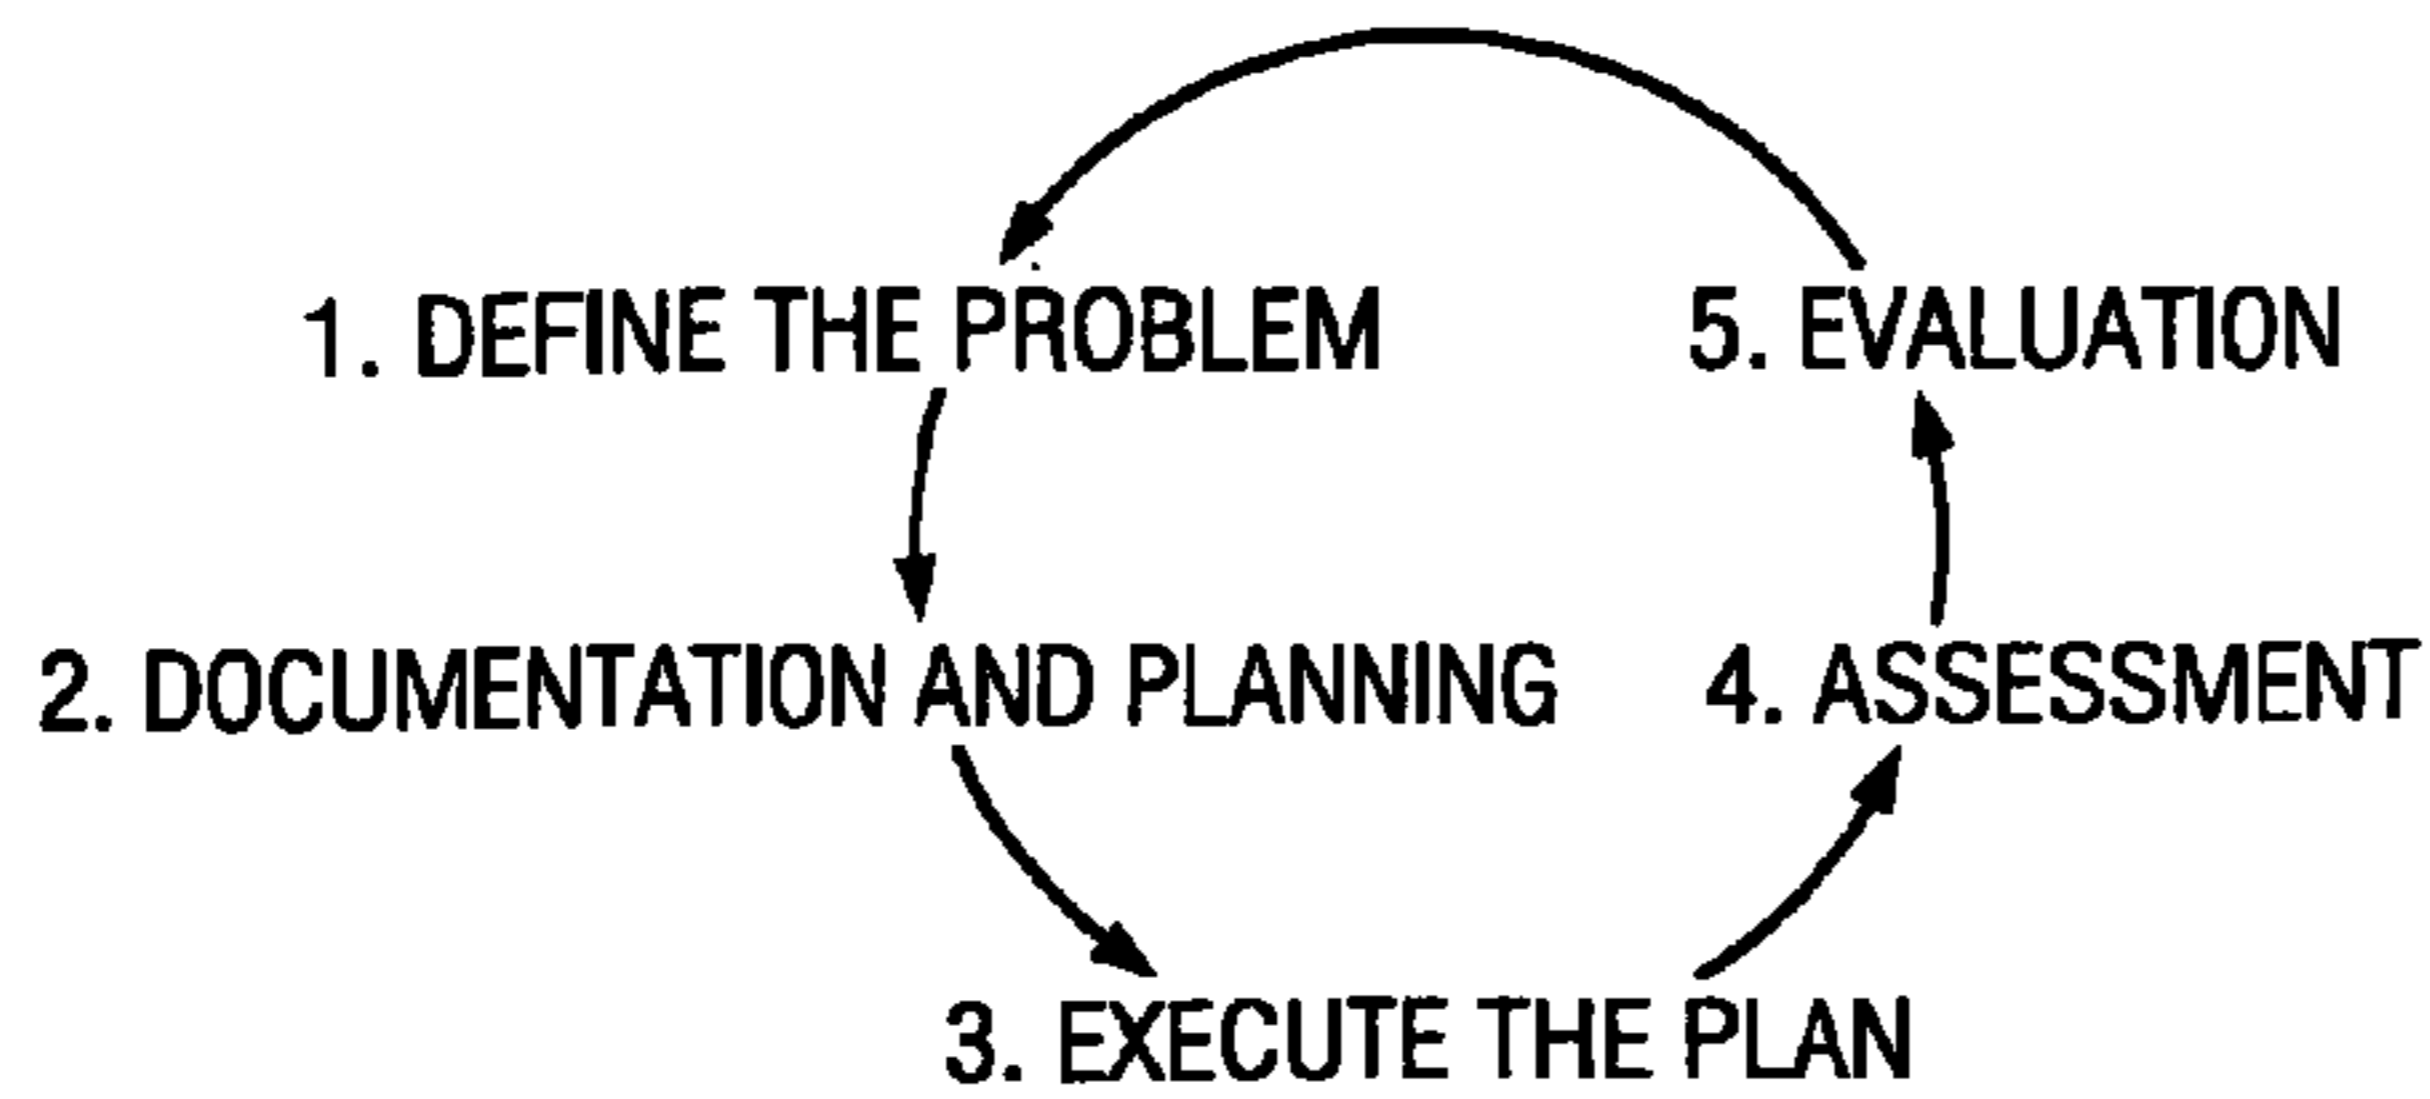 1. DEFINE THE PROBLEM
2. DOCUMENTATION AND PLANNING
3. EXECUTE THE PLAN
4. ASSESSMENT
5. EVALUATION